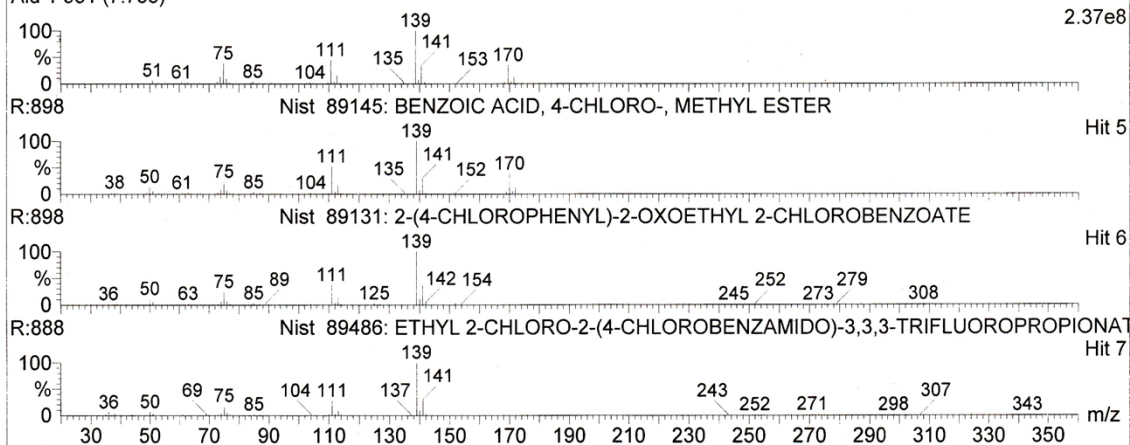 2.37e8
139
100
75 111 141
% 51 61 85 104 135 153 170
0
R:898 Nist 89145: BENZOIC ACID, 4-CHLORO-, METHYL ESTER
Hit 5
139
100
111 141
% 38 50 61 75 85 104 135 152 170
0
R:898 Nist 89131: 2-(4-CHLOROPHENYL)-2-OXOETHYL 2-CHLOROBENZOATE
Hit 6
139
100
% 36 50 63 75 85 89 111 125 142 154 245 252 273 279 308
0
R:888 Nist 89486: ETHYL 2-CHLORO-2-(4-CHLOROBENZAMIDO)-3,3,3-TRIFLUOROPROPIONAT
Hit 7
139
100
% 36 50 69 75 85 104 111 137 141 243 252 271 298 307 343
0 m/z
30 50 70 90 110 130 150 170 190 210 230 250 270 290 310 330 350